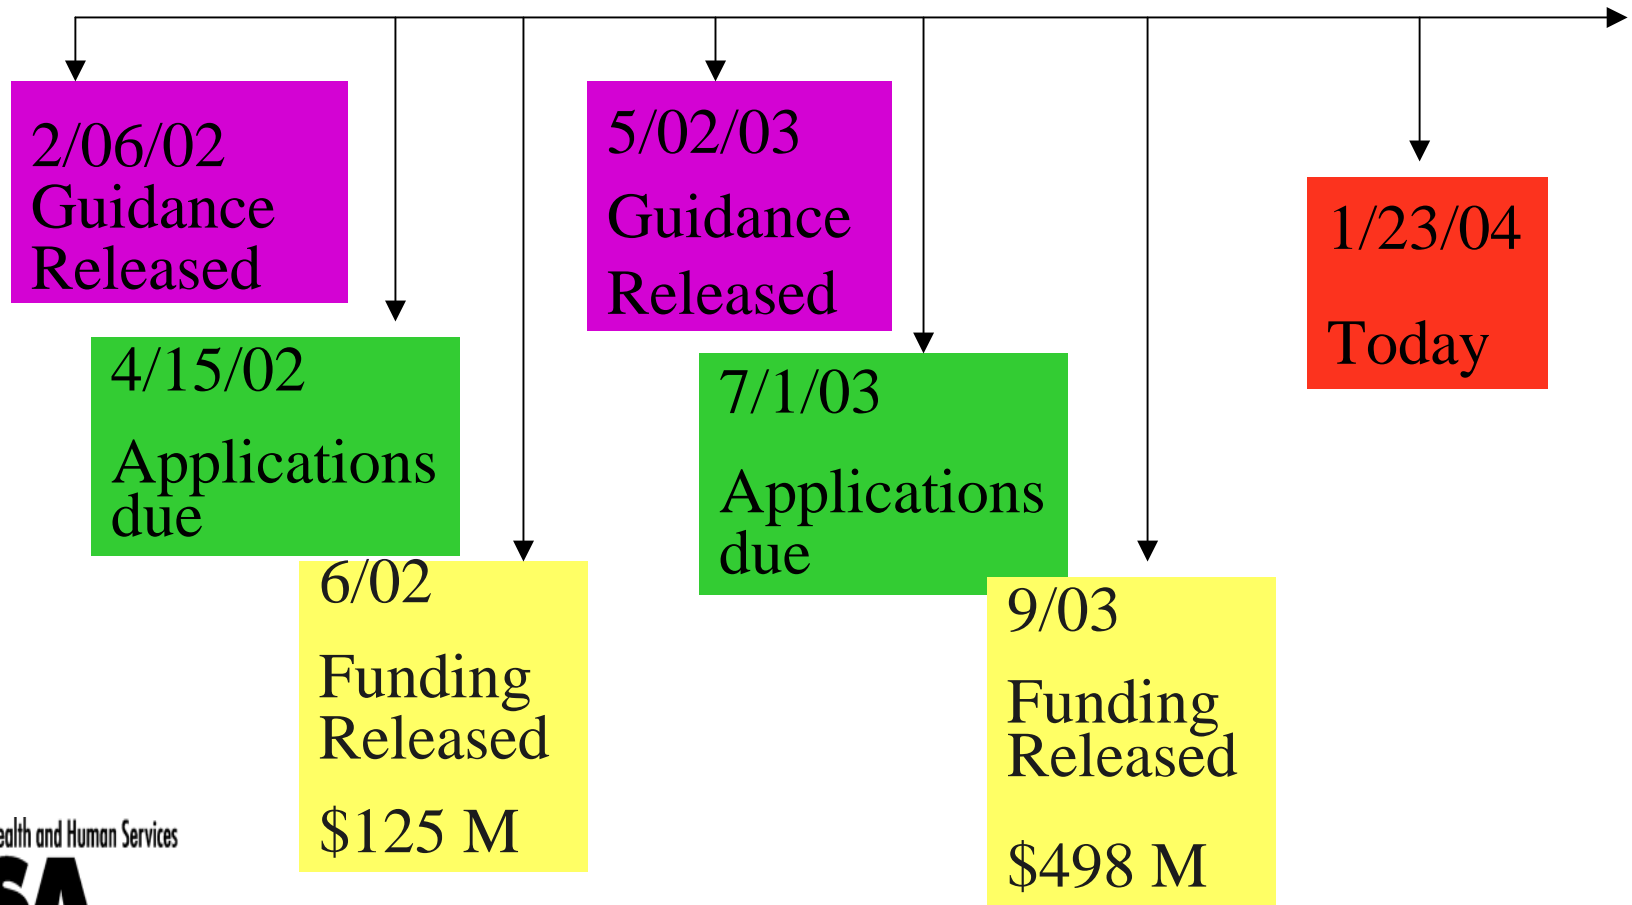 2/06/02
Guidance
Released
4/15/02
Applications
due
6/02
Funding
Released
$125 M
5/02/03
Guidance
Released
7/1/03
Applications
due
9/03
Funding
Released
$498 M
1/23/04
Today
and Human Services